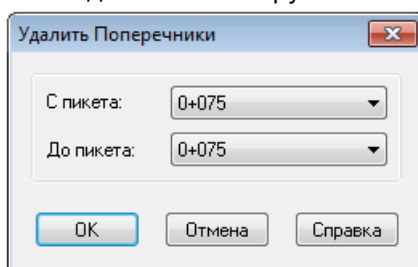 Удалить Поперечники
С пикета: 0+075
До пикета: 0+075
OK Отмена Справка